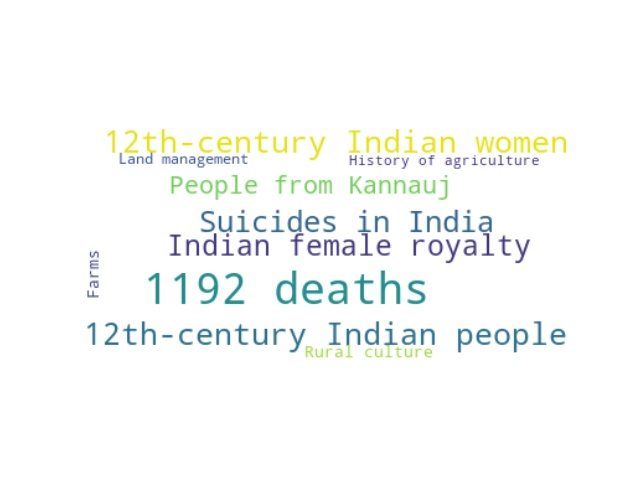 12th-century Indian women
Land management
History of agriculture
People from Kannauj
Suicides in India
Indian female royalty
Farms
1192 deaths
12th-century Indian people
Rural culture